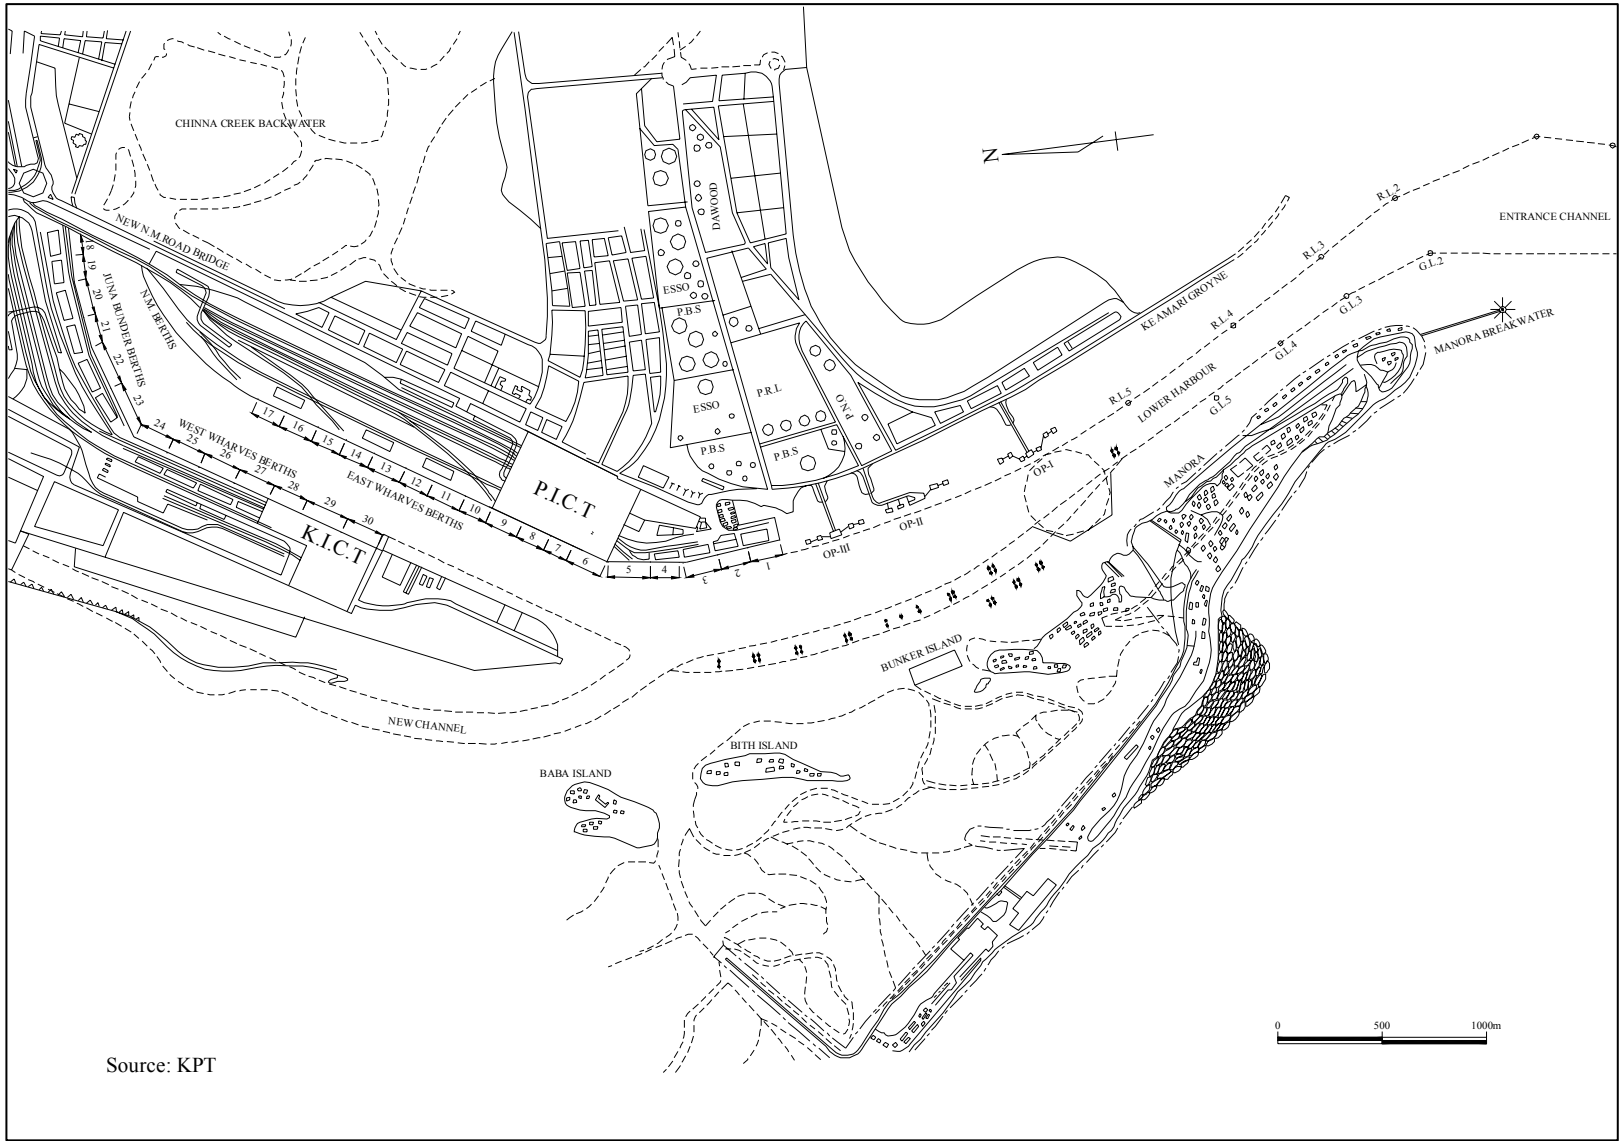 CHINNA CREEK BACKWATER
N
R.L.2
ENTRANCE CHANNEL
DAWOOD
NEW N.M ROAD BRIDGE
R.L.3
G.L.2
18
19
20
21
22
23
JUNA BUNDER BERTHS
N.M. BERTHS
ESSO
P.B.S
KEAMARI GROYNE
G.L.3
R.L.4
MANORA BREAKWATER
G.L.4
P.R.L
P.N.O
R.L.5
LOWER HARBOUR
G.L.5
ESSO
P.B.S
P.B.S
24
25
26
27
28
29
30
WEST WHARVES BERTHS
17
16
15
14
13
12
11
10
9
8
7
6
5
4
3
2
1
EAST WHARVES BERTHS
P.I.C.T
K.I.C.T
OP-I
OP-II
OP-III
MANORA
BUNKER ISLAND
NEW CHANNEL
BITH ISLAND
BABA ISLAND
0 500 1000m
Source: KPT